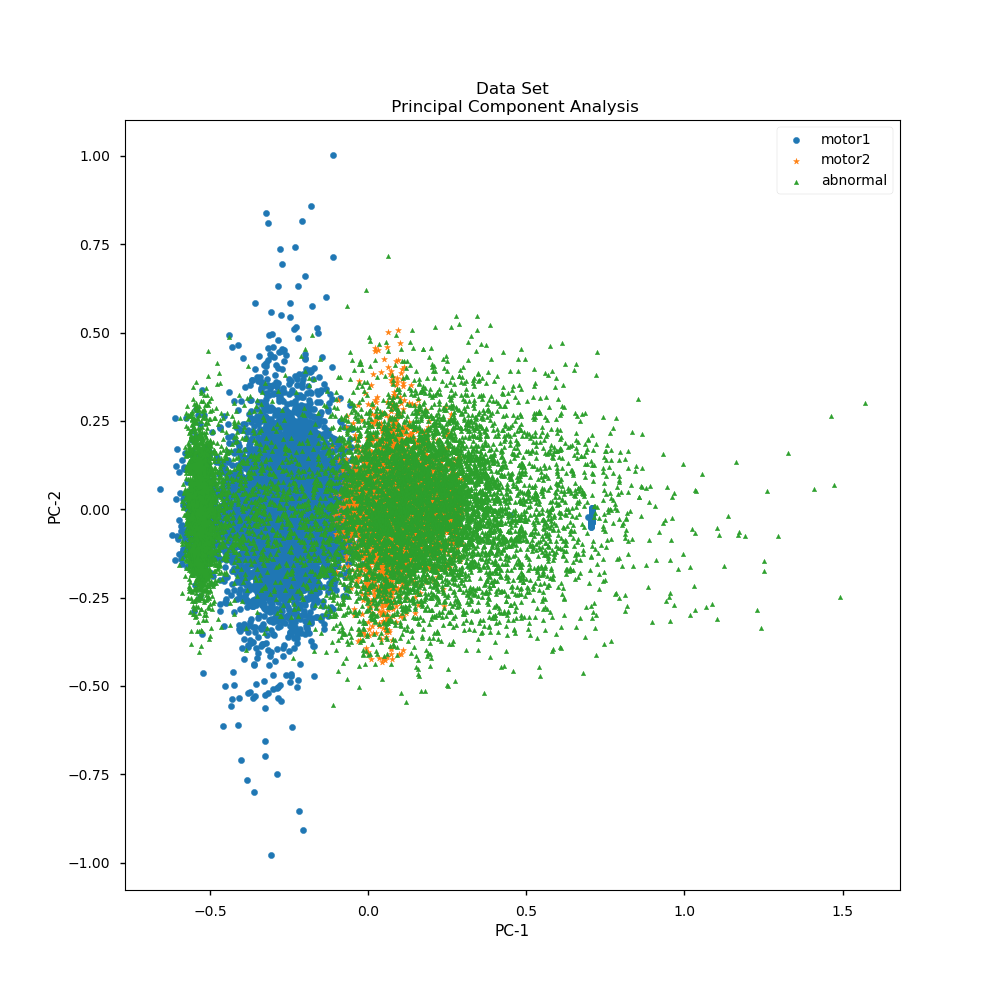 Data Set
Principal Component Analysis
motor1
motor2
abnormal
1.00
0.75
0.50
0.25
0.00
−0.25
−0.50
−0.75
−1.00
PC-2
−0.5 0.0 0.5 1.0 1.5
PC-1